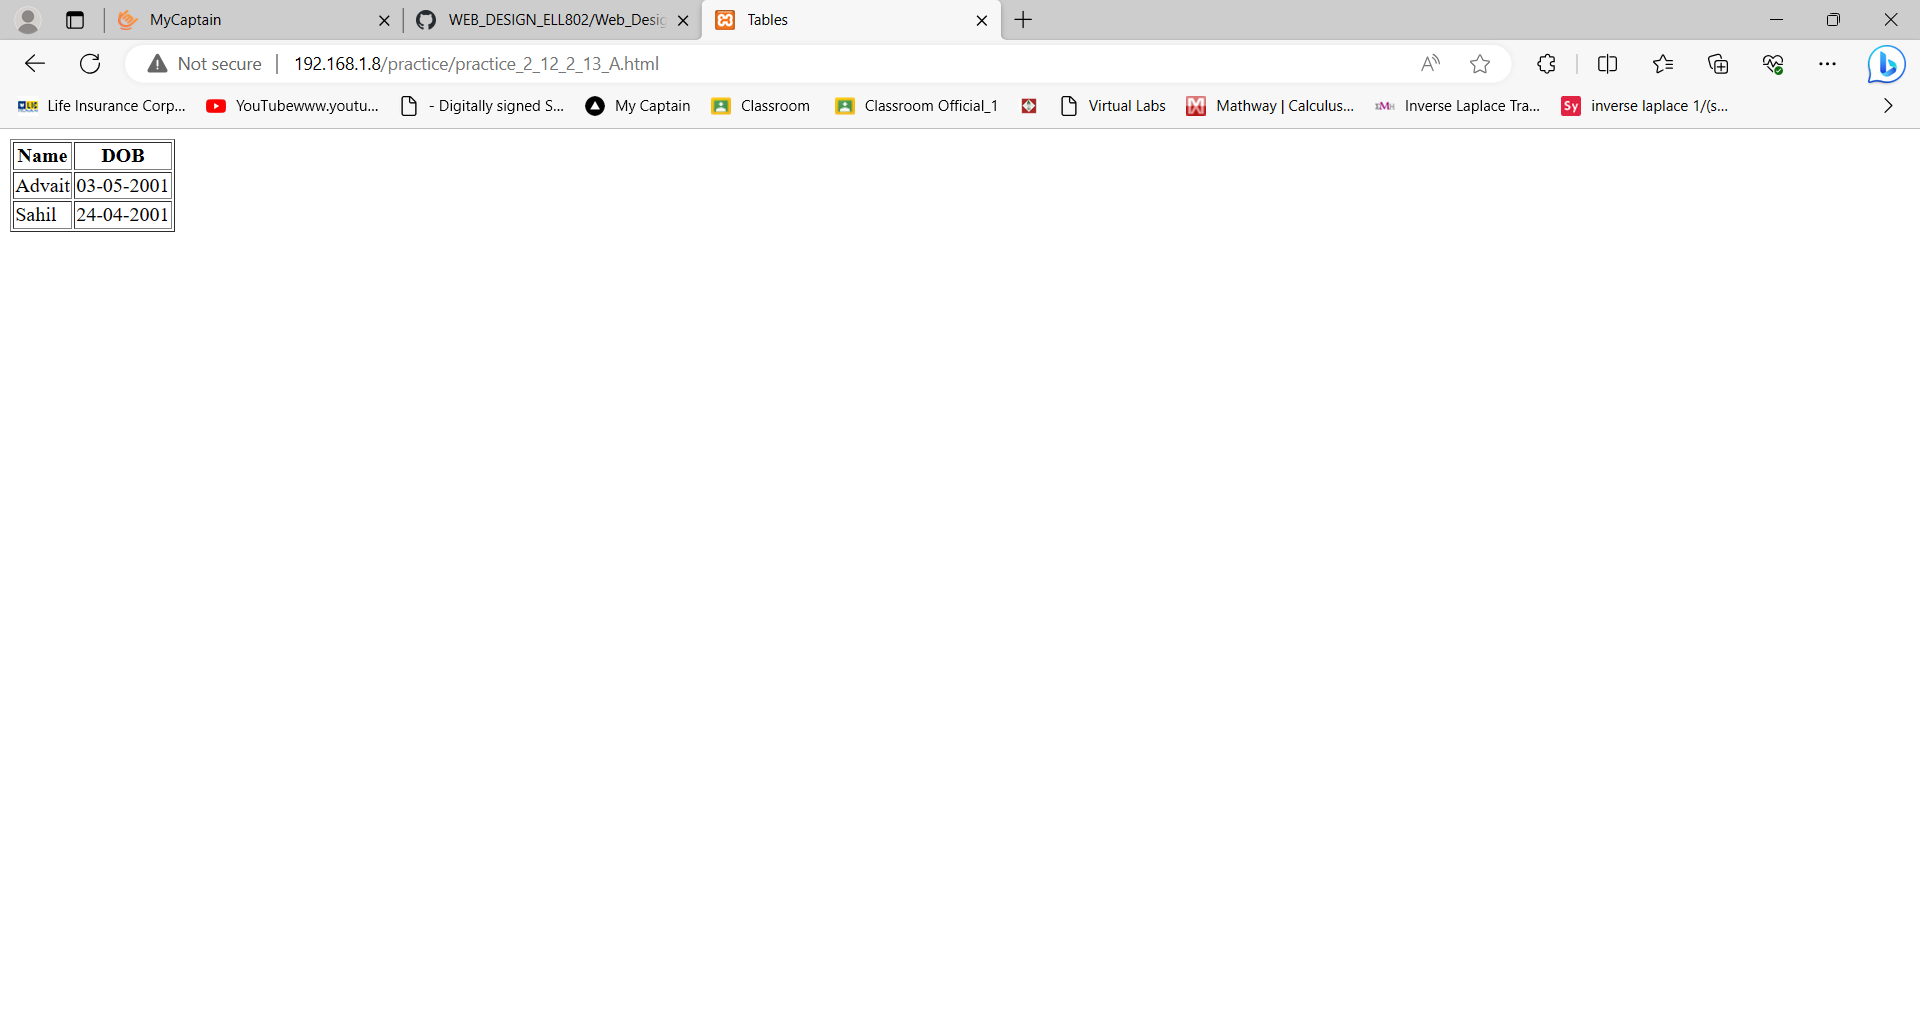 MyCaptain
WEB_DESIGN_ELL802/Web_Desig
Tables
Not secure
192.168.1.8/practice/practice_2_12_2_13_A.html
Life Insurance Corp...
YouTubewww.youtu...
- Digitally signed S...
My Captain
Classroom
Classroom Official_1
Virtual Labs
Mathway | Calculus...
Inverse Laplace Tra...
Sy
inverse laplace 1/(s...
Name DOB
Advait 03-05-2001
Sahil 24-04-2001